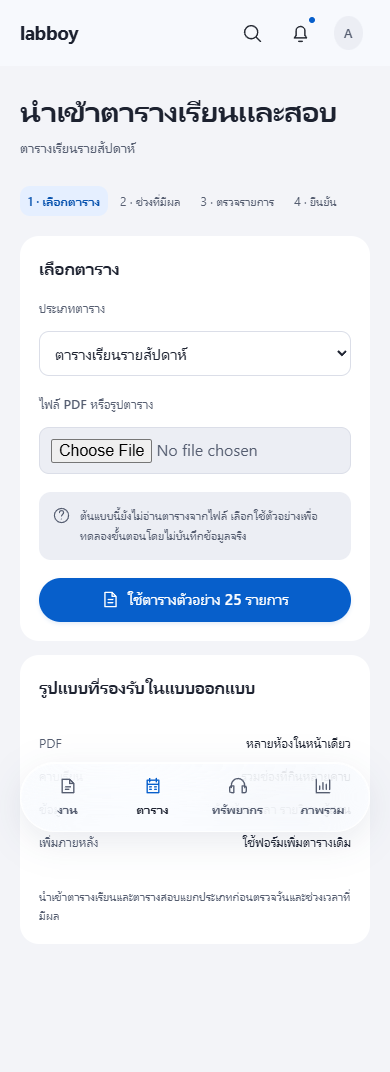 labboy
A
นำเข้าตารางเรียนและสอบ
ตารางเรียนรายสัปดาห์
1 · เลือกตาราง
2 · ช่วงที่มีผล
3 · ตรวจรายการ
4 · ยืนยัน
เลือกตาราง
ประเภทตาราง
ตารางเรียนรายสัปดาห์
ไฟล์ PDF หรือรูปตาราง
Choose File No file chosen
ต้นแบบนี้ยังไม่อ่านตารางจากไฟล์ เลือกใช้ตัวอย่างเพื่อ
ทดลองขั้นตอนโดยไม่บันทึกข้อมูลจริง
ใช้ตารางตัวอย่าง 25 รายการ
รูปแบบที่รองรับในแบบออกแบบ
PDF
หลายห้องในหน้าเดียว
งาน
ตาราง
ทรัพยากร
ภาพรวม
เพิ่มภายหลัง
ใช้ฟอร์มเพิ่มตารางเดิม
นำเข้าตารางเรียนและตารางสอบแยกประเภทก่อนตรวจวันและช่วงเวลาที่
มีผล